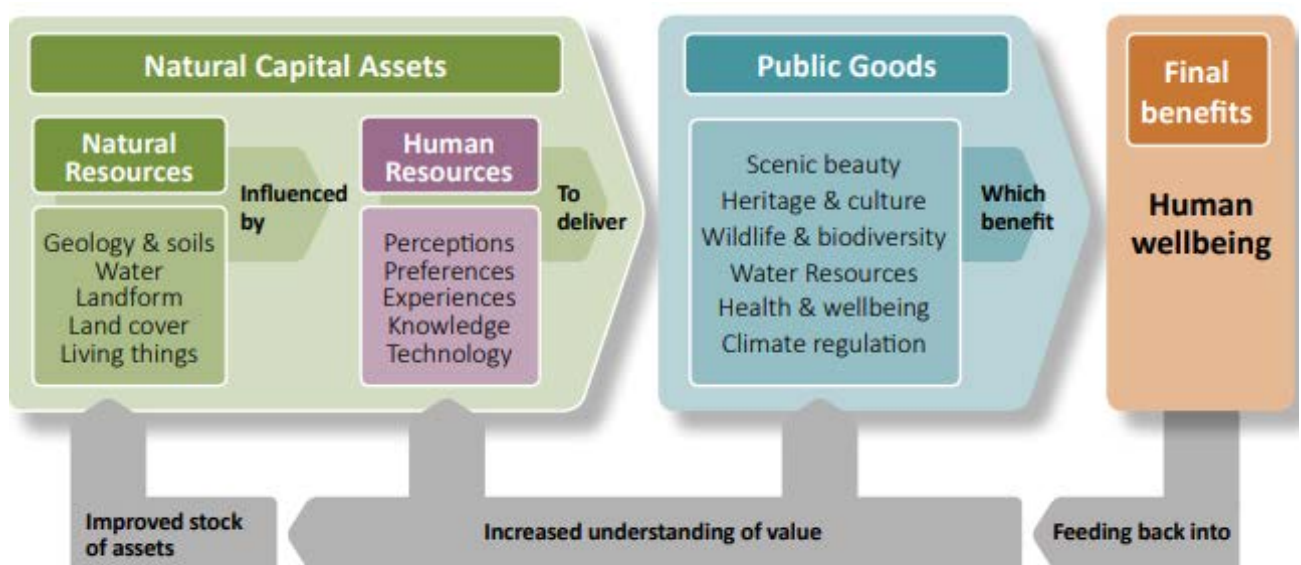 Natural Capital Assets
Natural
Resources
Geology & soils
Water
Landform
Land cover
Living things
Influenced
by
Human
Resources
Perceptions
Preferences
Experiences
Knowledge
Technology
To
deliver
Public Goods
Scenic beauty
Heritage & culture
Wildlife & biodiversity
Water Resources
Health & wellbeing
Climate regulation
Which
benefit
Final
benefits
Human
wellbeing
Improved stock
of assets
Increased understanding of value
Feeding back into